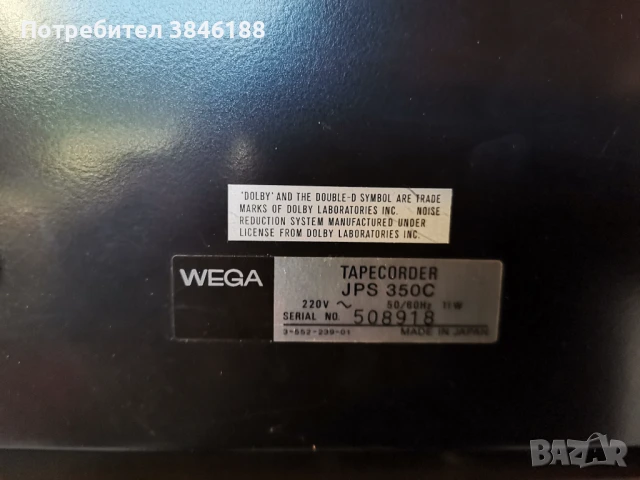 Потребител 3846188
'DOLBY' AND THE DOUBLE-D SYMBOL ARE TRADE
MARKS OF DOLBY LABORATORIES INC. NOISE
REDUCTION SYSTEM MANUFACTURED UNDER
LICENSE FROM DOLBY LABORATORIES INC.
WEGA
TAPECORDER
JPS 350C
220V ~ 50/60Hz 11W
SERIAL NO. 508918
3-552-239-01 MADE IN JAPAN
BAZAR